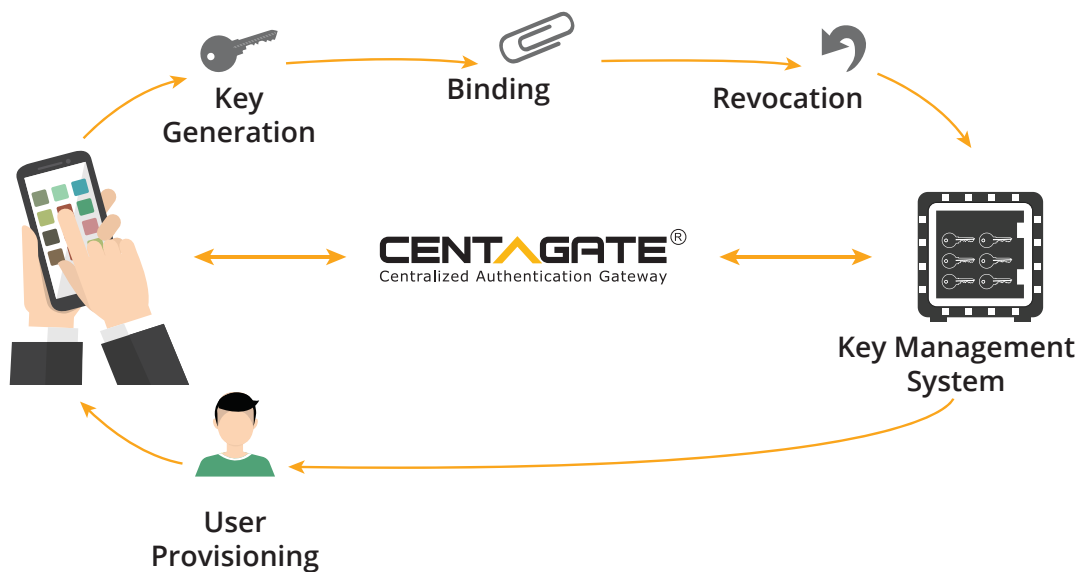 Key
Generation
Binding
Revocation
CENTAGATE®
Centralized Authentication Gateway
Key Management
System
User
Provisioning